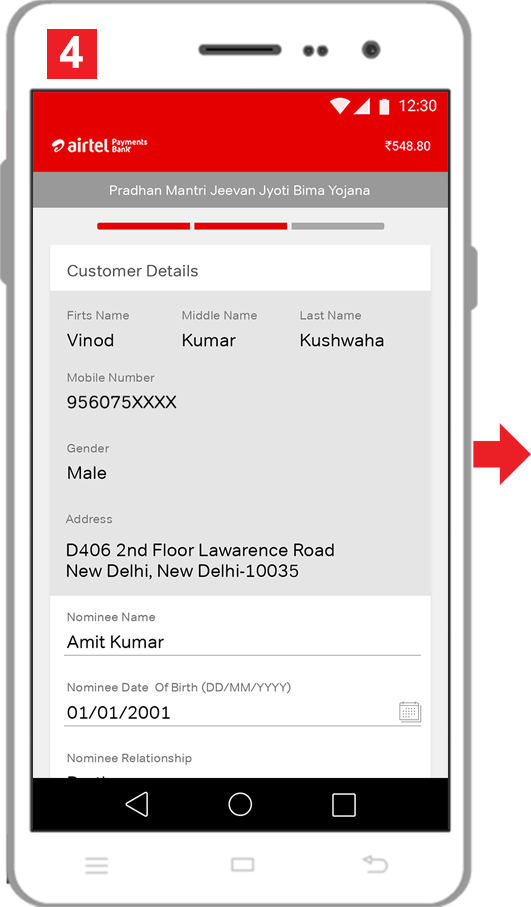 4
12:30
airtel Payments Bank
₹548.80
Pradhan Mantri Jeevan Jyoti Bima Yojana
Customer Details
Firts Name Middle Name Last Name
Vinod Kumar Kushwaha
Mobile Number
956075XXXX
Gender
Male
Address
D406 2nd Floor Lawarence Road
New Delhi, New Delhi-10035
Nominee Name
Amit Kumar
Nominee Date Of Birth (DD/MM/YYYY)
01/01/2001
Nominee Relationship